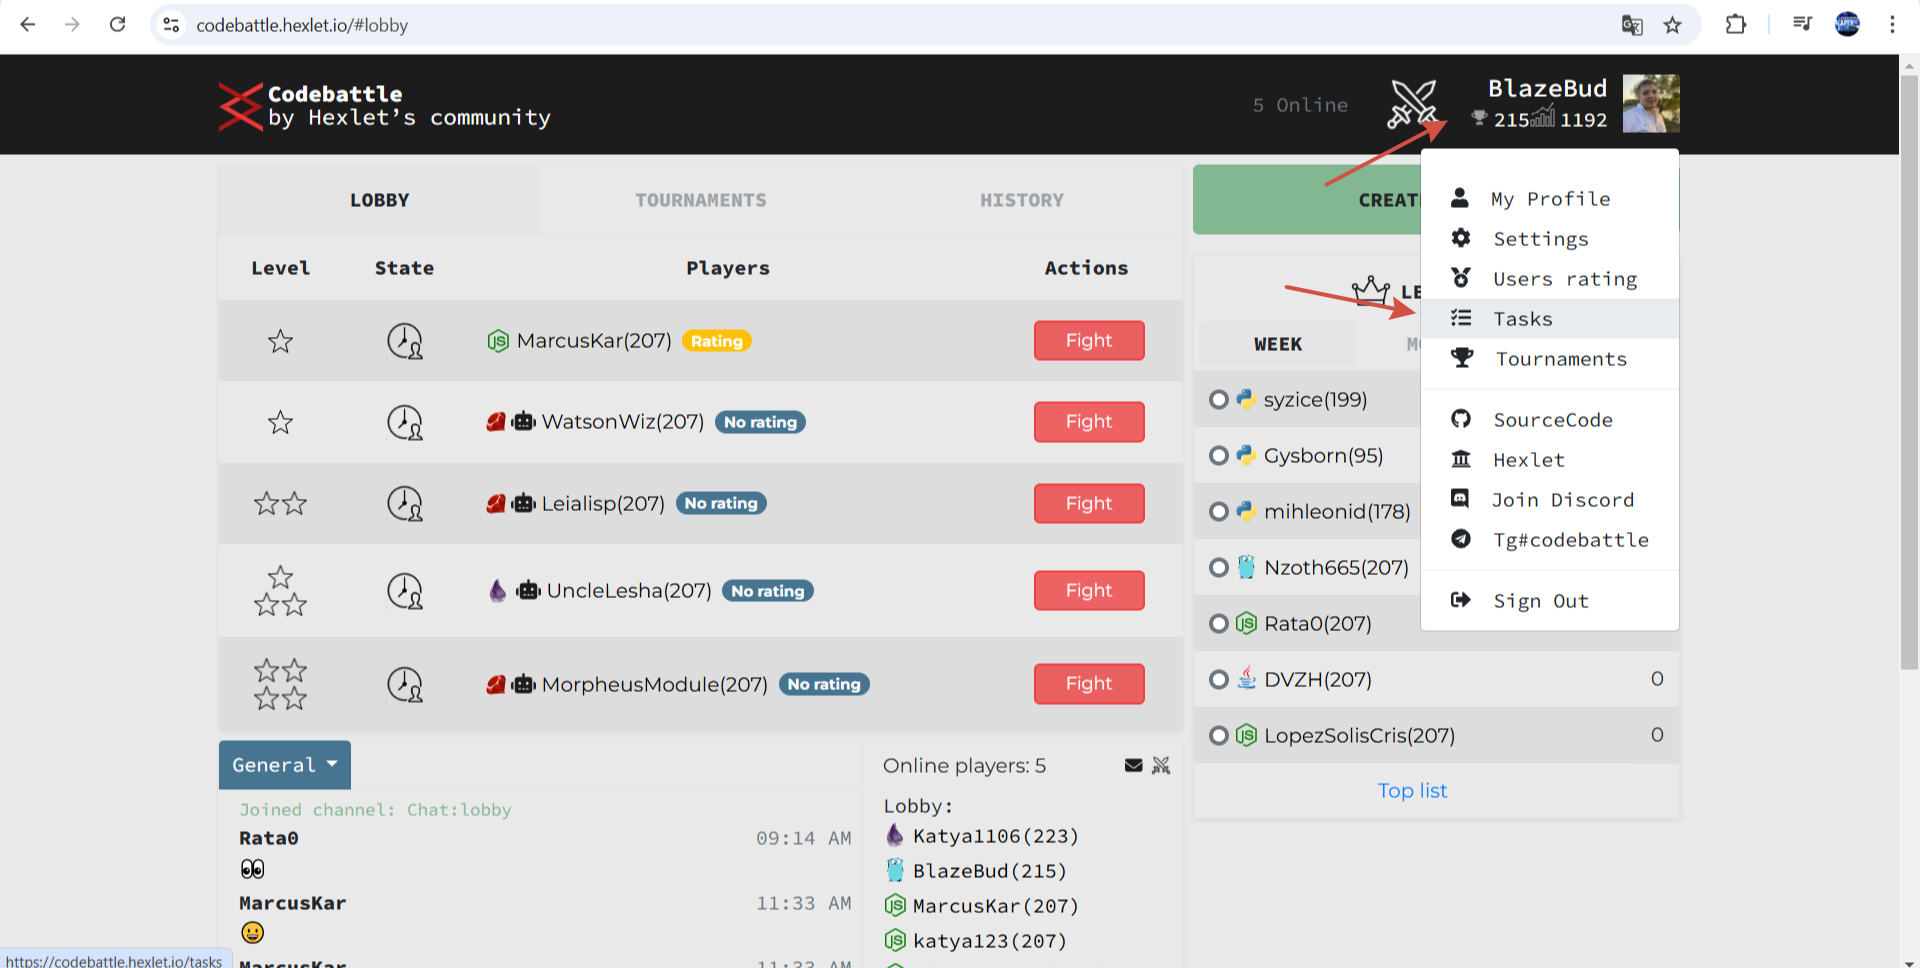 codebattle.hexlet.io/#lobby
Codebattle
by Hexlet’s community
5 Online
BlazeBud
215 1192
LOBBY TOURNAMENTS HISTORY
Level State Players Actions
MarcusKar(207) Rating Fight
WatsonWiz(207) No rating Fight
Leialisp(207) No rating Fight
UncleLesha(207) No rating Fight
MorpheusModule(207) No rating Fight
General
Joined channel: Chat:lobby
Rata0 09:14 AM
MarcusKar 11:33 AM
MarcusKar 11:33 AM
Online players: 5
Lobby:
Katya1106(223)
BlazeBud(215)
MarcusKar(207)
katya123(207)
CREAT
LE
WEEK MO
syzice(199)
Gysborn(95)
mihleonid(178)
Nzoth665(207)
Rata0(207)
DVZH(207) 0
LopezSolisCris(207) 0
Top list
My Profile
Settings
Users rating
Tasks
Tournaments
SourceCode
Hexlet
Join Discord
Tg#codebattle
Sign Out
https://codebattle.hexlet.io/tasks